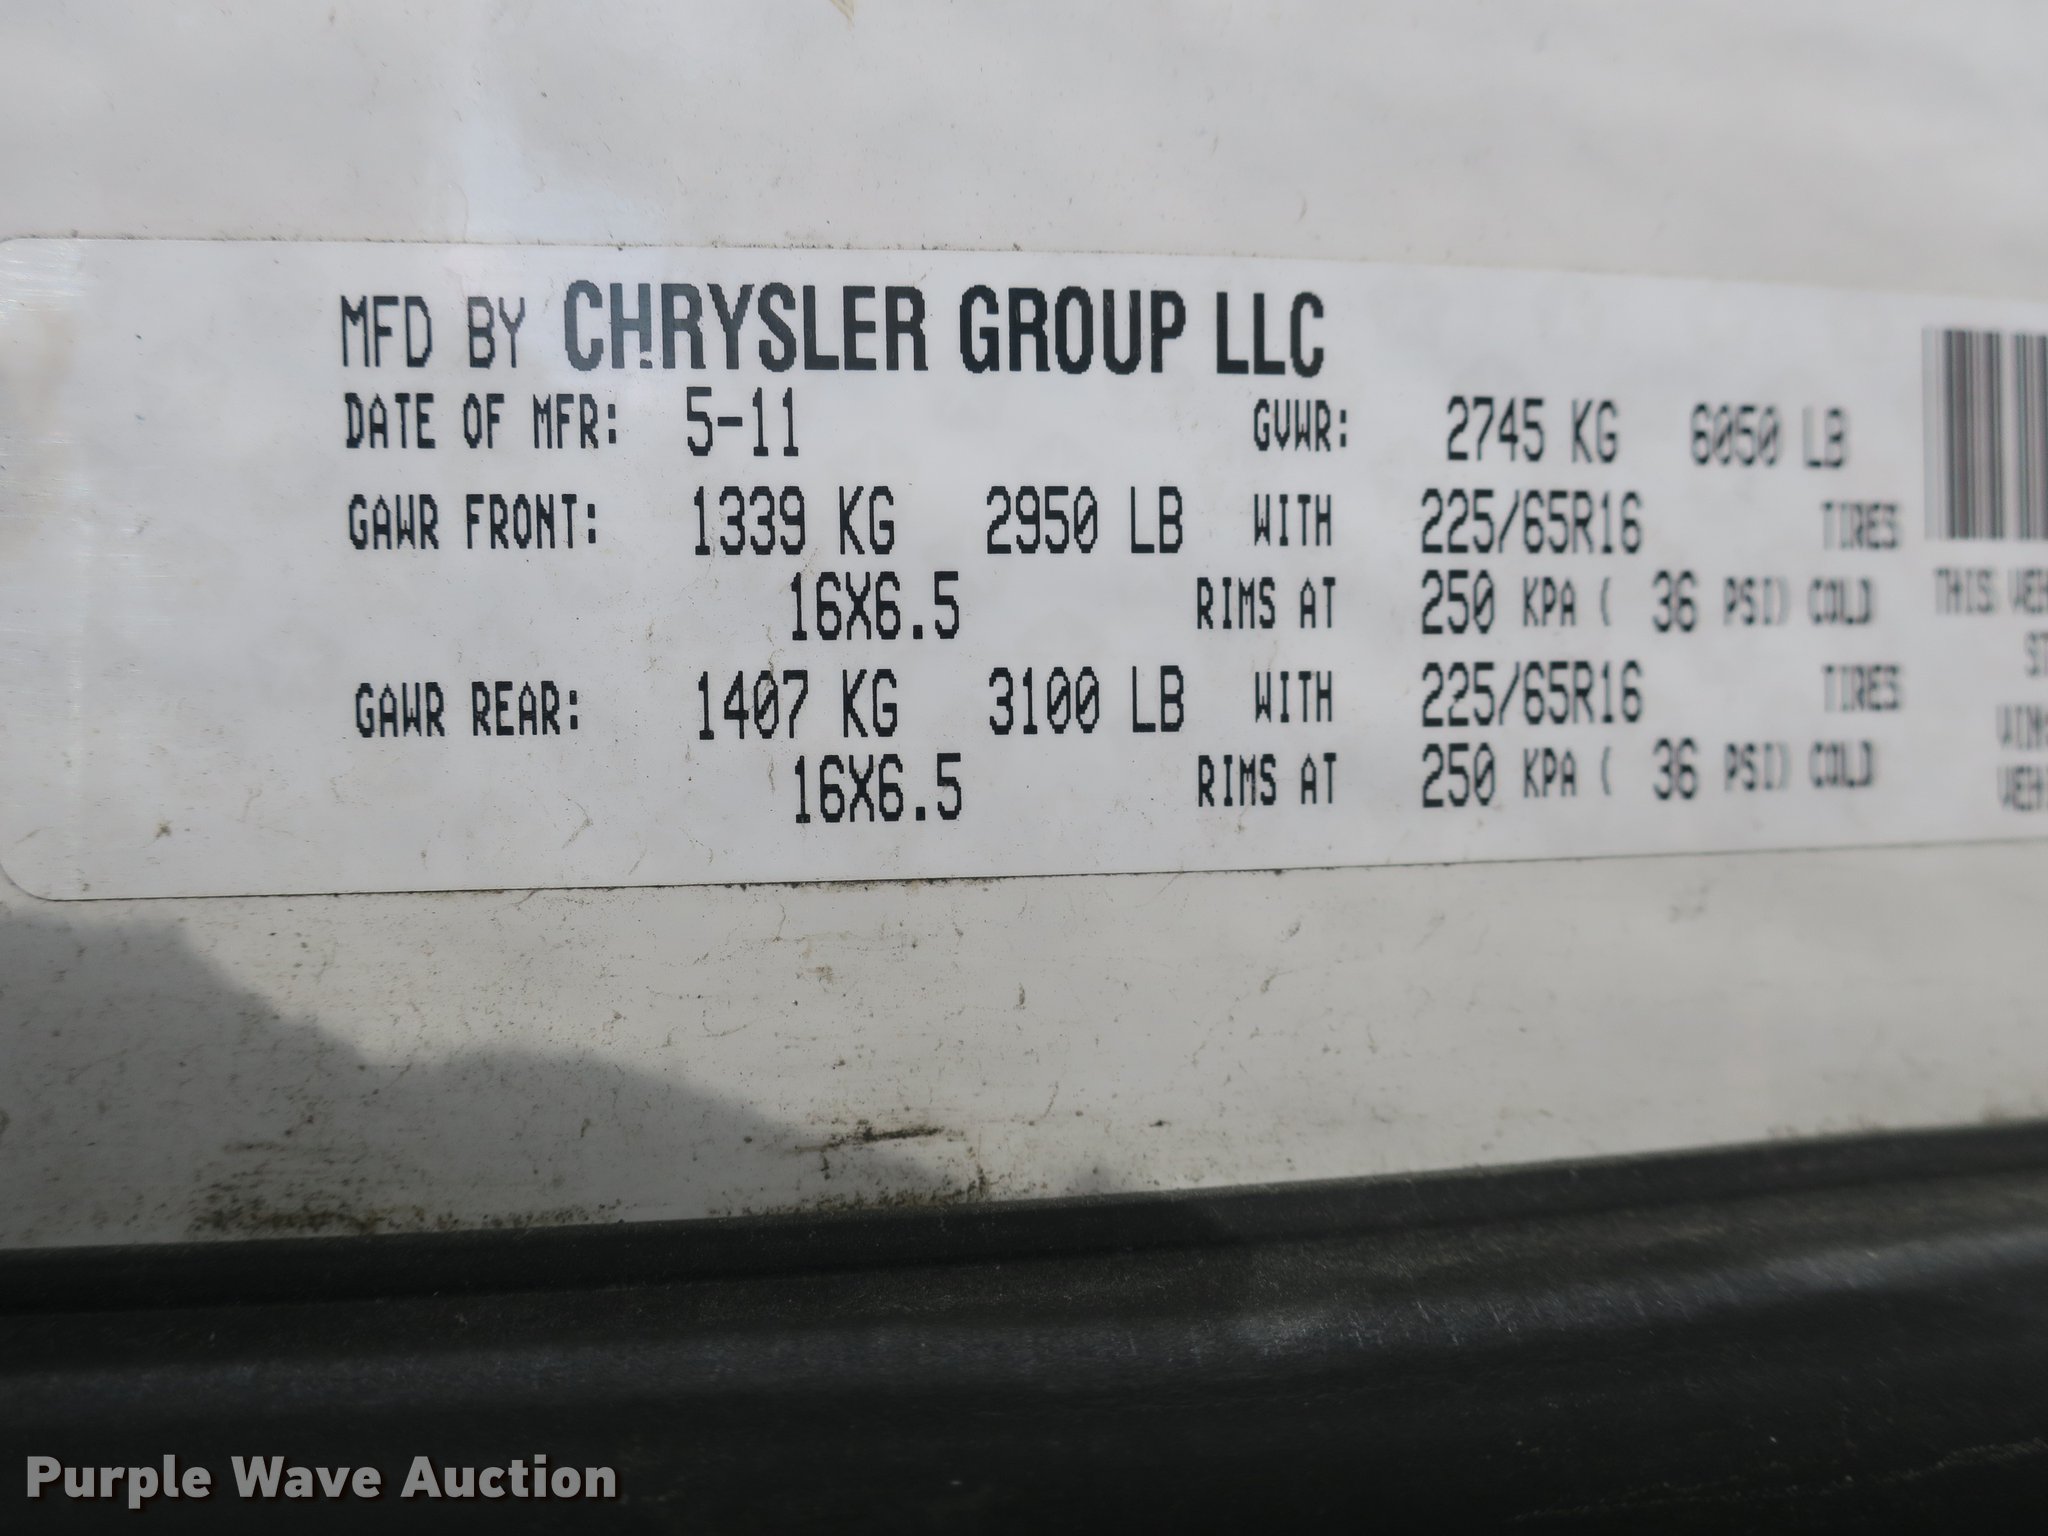 MFD BY CHRYSLER GROUP LLC
DATE OF MFR: 5-11 GVWR: 2745 KG 6050 LB
GAWR FRONT: 1339 KG 2950 LB WITH 225/65R16 TIRES
16X6.5 RIMS AT 250 KPA ( 36 PSI) COLD
GAWR REAR: 1407 KG 3100 LB WITH 225/65R16 TIRES
16X6.5 RIMS AT 250 KPA ( 36 PSI) COLD
THIS
Purple Wave Auction